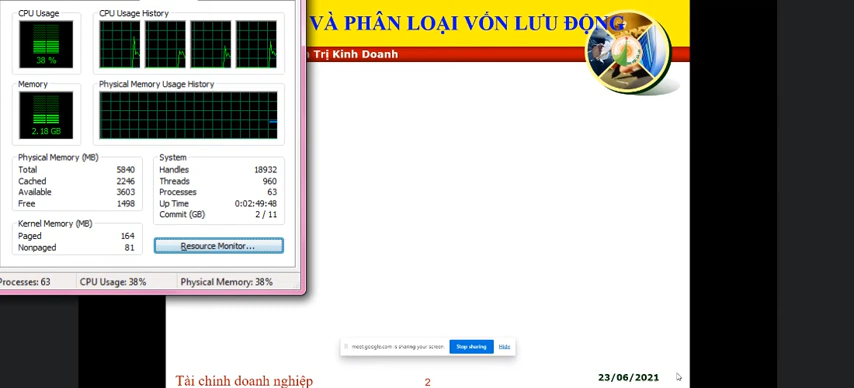 CPU Usage
CPU Usage History
38 %
Memory
Physical Memory Usage History
2.18 GB
Physical Memory (MB)
Total 5840
Cached 2246
Available 3603
Free 1498
Kernel Memory (MB)
Paged 164
Nonpaged 81
System
Handles 18932
Threads 960
Processes 63
Up Time 0:02:49:48
Commit (GB) 2 / 11
Resource Monitor...
Processes: 63 CPU Usage: 38% Physical Memory: 38%
VÀ PHÂN LOẠI VỐN LƯU ĐỘNG
Trị Kinh Doanh
meet.google.com is sharing your screen.
Stop sharing
Hide
Tài chính doanh nghiệp
2
23/06/2021